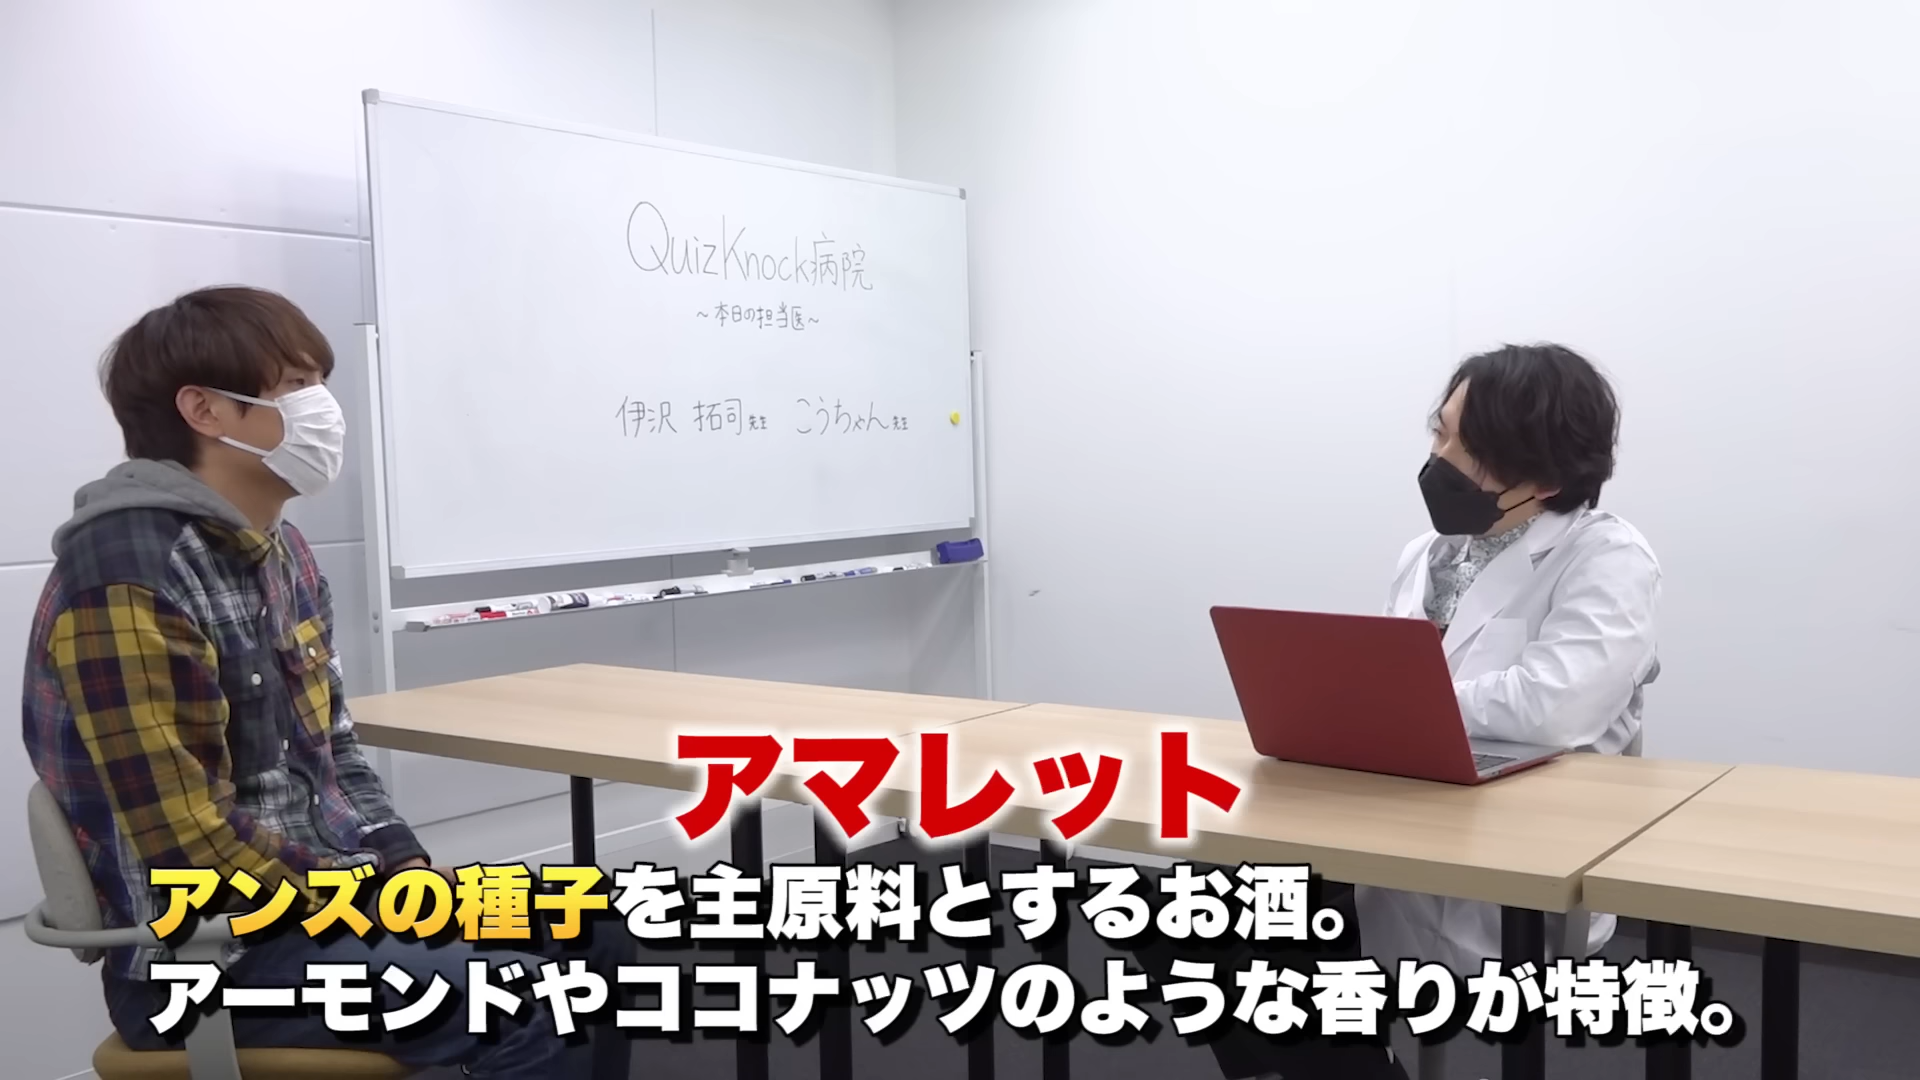 QuizKnock病院
~本日の担当医~
伊沢 拓司先生 こうちゃん先生
アマレット
アンズの種子を主原料とするお酒。
アーモンドやココナッツのような香りが特徴。